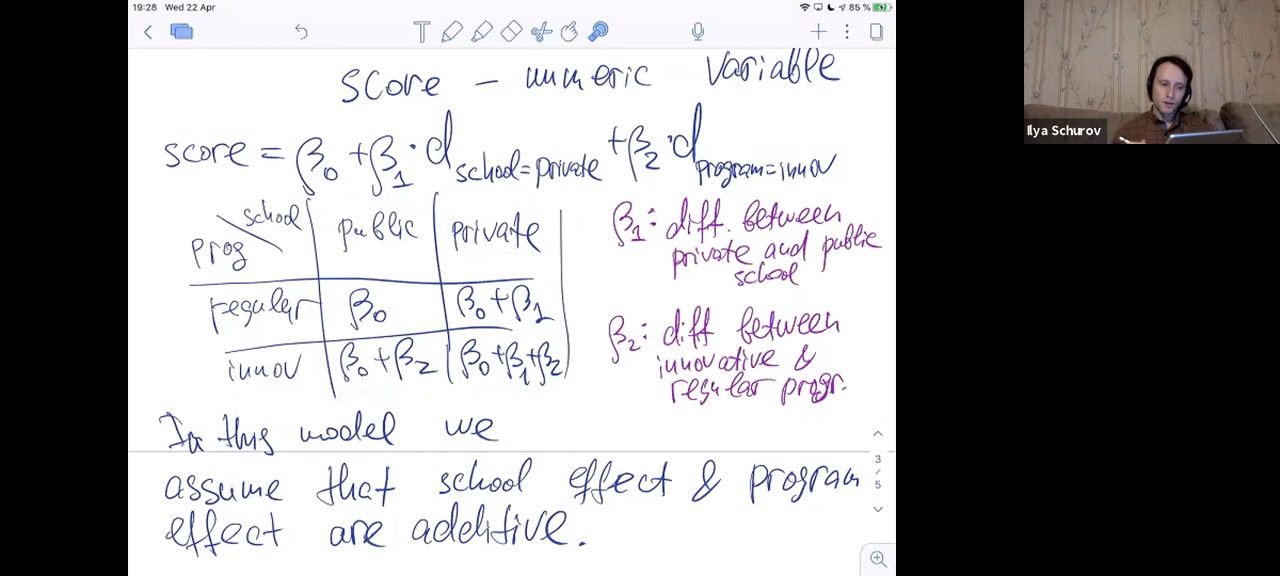 19:28 Wed 22 Apr
85 %
score – numeric variable
score = β₀ + β₁ · d school=private + β₂ · d program=innov
school
Prog
public
private
regular
β₀
β₀+β₁
innov
β₀+β₂
β₀+β₁+β₂
β₁: diff. between
private and public
school
β₂: diff between
innovative &
regular progr.
In this model we
assume that school effect & program
effect are additive.
3
/
5
Ilya Schurov